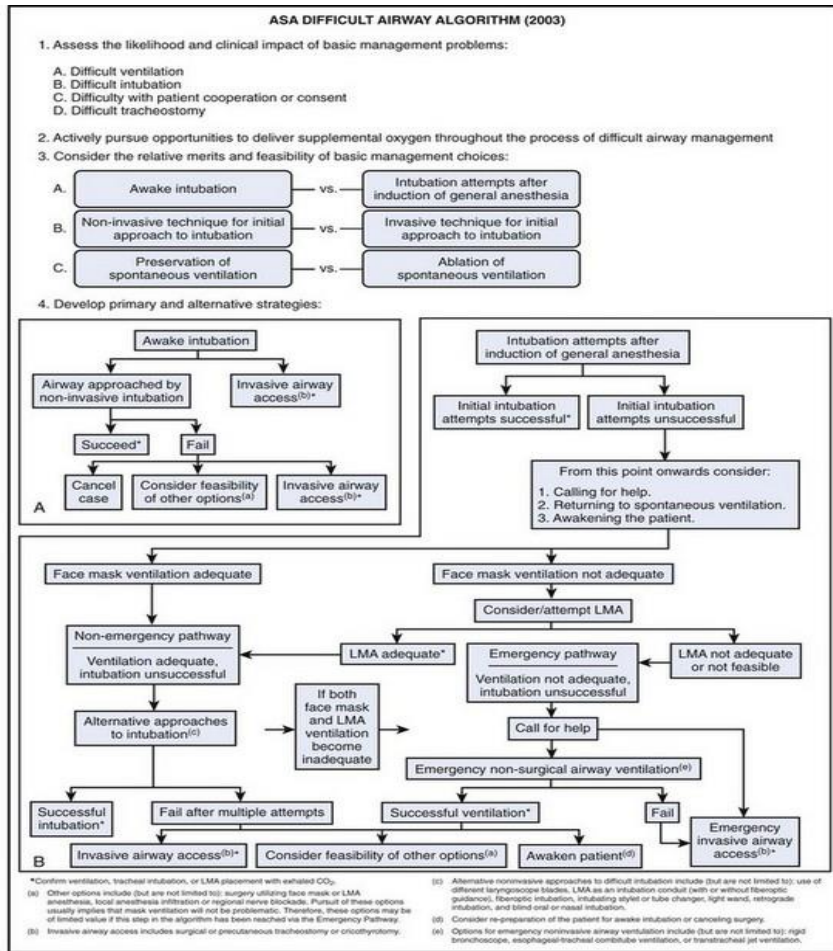 ASA DIFFICULT AIRWAY ALGORITHM (2003)
1. Assess the likelihood and clinical impact of basic management problems:
A. Difficult ventilation
B. Difficult intubation
C. Difficulty with patient cooperation or consent
D. Difficult tracheostomy
2. Actively pursue opportunities to deliver supplemental oxygen throughout the process of difficult airway management
3. Consider the relative merits and feasibility of basic management choices:
A.
Awake intubation
vs.
Intubation attempts after
induction of general anesthesia
B.
Non-invasive technique for initial
approach to intubation
vs.
Invasive technique for initial
approach to intubation
C.
Preservation of
spontaneous ventilation
vs.
Ablation of
spontaneous ventilation
4. Develop primary and alternative strategies:
Awake intubation
Airway approached by
non-invasive intubation
Invasive airway
access(b)*
Succeed*
Fail
Cancel
case
Consider feasibility
of other options(a)
Invasive airway
access(b)*
A
Intubation attempts after
induction of general anesthesia
Initial intubation
attempts successful*
Initial intubation
attempts unsuccessful
From this point onwards consider:
1. Calling for help.
2. Returning to spontaneous ventilation.
3. Awakening the patient.
Face mask ventilation adequate
Face mask ventilation not adequate
Consider/attempt LMA
Non-emergency pathway
Ventilation adequate,
intubation unsuccessful
LMA adequate*
Emergency pathway
Ventilation not adequate,
intubation unsuccessful
LMA not adequate
or not feasible
Alternative approaches
to intubation(c)
If both
face mask
and LMA
ventilation
become
inadequate
Call for help
Emergency non-surgical airway ventilation(e)
Successful
intubation*
Fail after multiple attempts
Successful ventilation*
Fail
Emergency
invasive airway
access(b)*
B
Invasive airway access(b)*
Consider feasibility of other options(a)
Awaken patient(d)
*Confirm ventilation, tracheal intubation, or LMA placement with exhaled CO2.
(a) Other options include (but are not limited to): surgery utilizing face mask or LMA
anesthesia, local anesthesia infiltration or regional nerve blockade. Pursuit of these options
usually implies that mask ventilation will not be problematic. Therefore, these options may be
of limited value if this step in the algorithm has been reached via the Emergency Pathway.
(b) Invasive airway access includes surgical or precutaneous tracheostomy or cricothyrotomy.
(c) Alternative noninvasive approaches to difficult intubation include (but are not limited to): use
of different laryngoscope blades, LMA as an intubation conduit (with or without fiberoptic
guidance), fiberoptic intubation, intubating stylet or tube changer, light wand, retrograde
intubation, and blind oral or nasal intubation.
(d) Consider re-preparation of the patient for awake intubation or canceling surgery.
(e) Options for emergency noninvasive airway ventulation include (but are not limited to): rigid
bronchoscope, esophageal-tracheal combitube ventilation, or transtracheal jet ventilation.